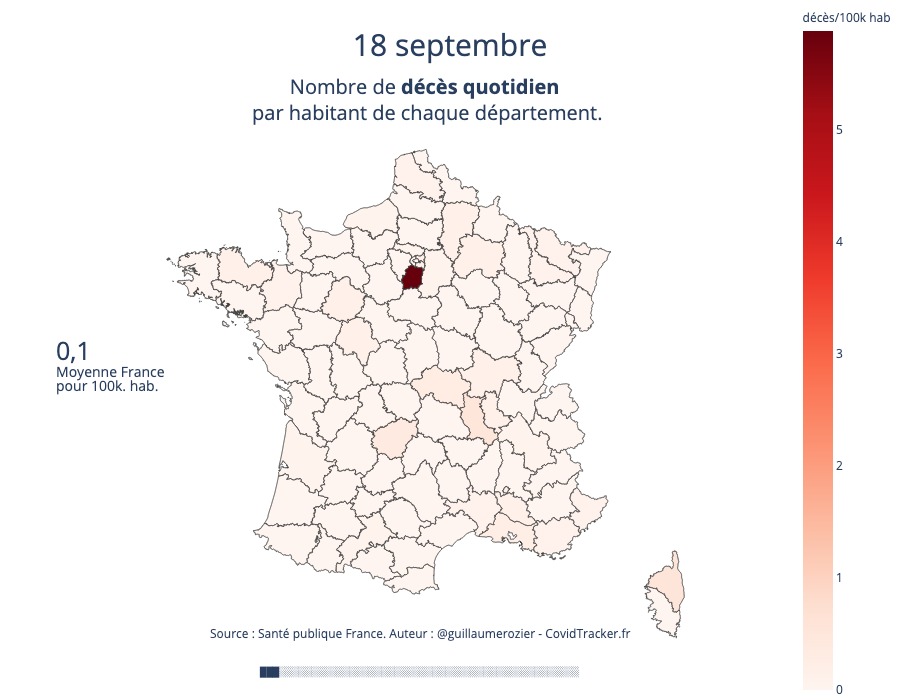 décès/100k hab
18 septembre
Nombre de décès quotidien
par habitant de chaque département.
5
4
3
2
1
0
0,1
Moyenne France
pour 100k. hab.
Source : Santé publique France. Auteur : @guillaumerozier - CovidTracker.fr